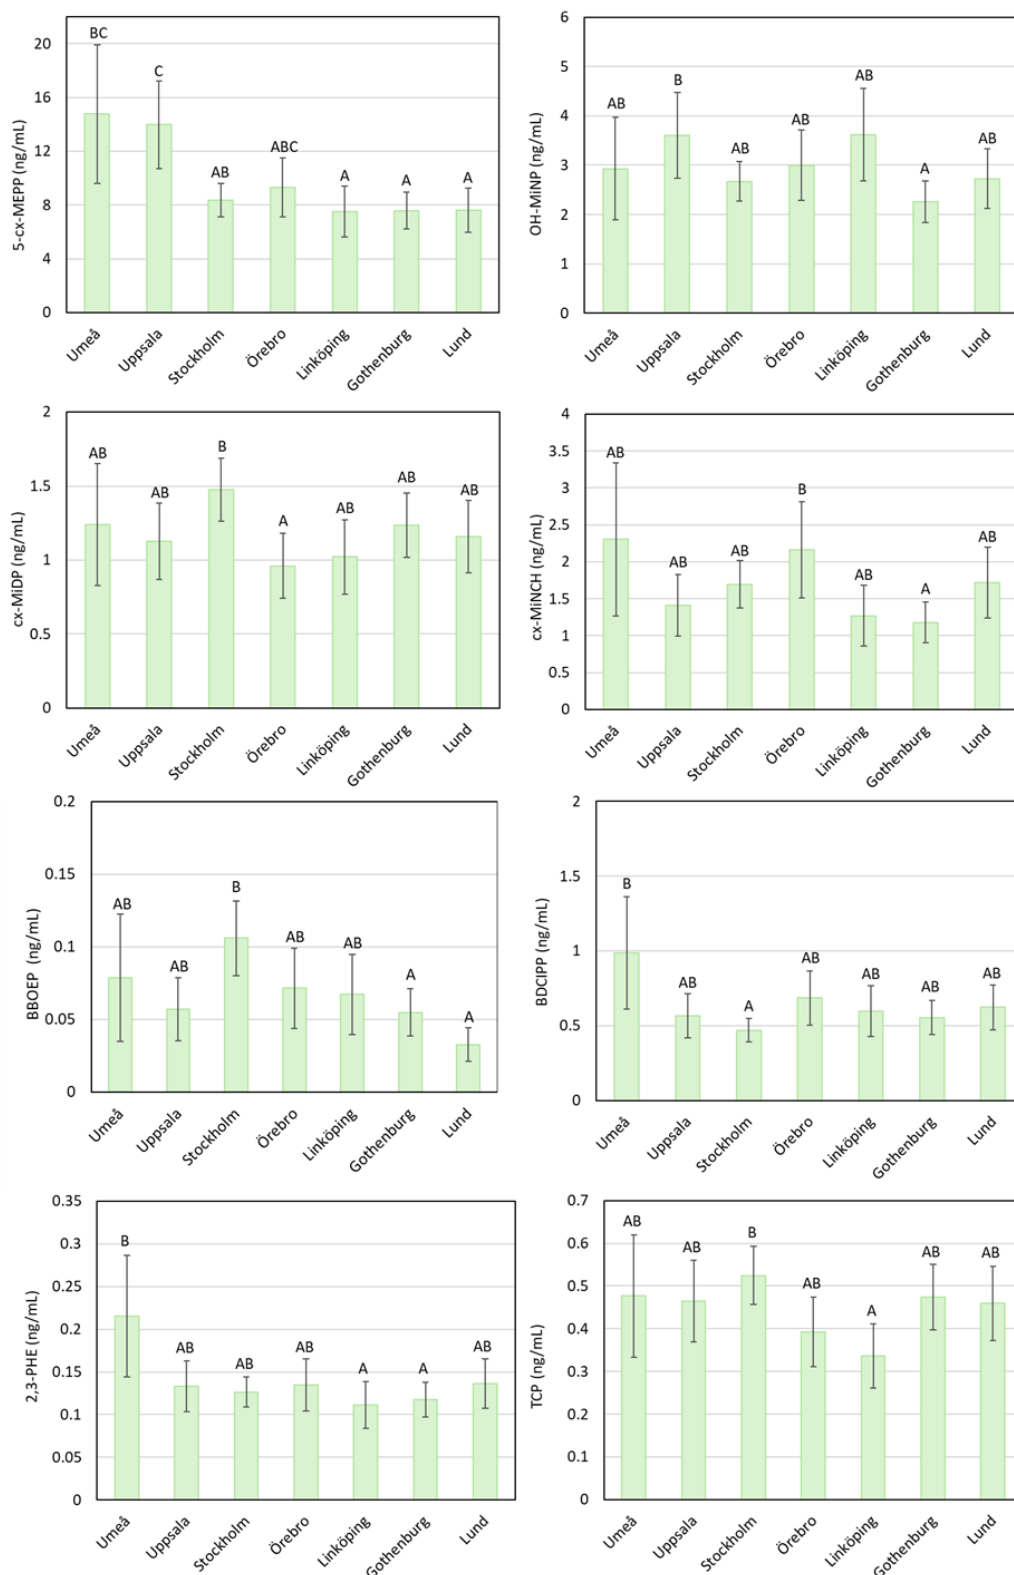 5-cx-MEPP (ng/mL)
20
16
12
8
4
0
BC
C
AB
ABC
A
A
A
Umeå
Uppsala
Stockholm
Örebro
Linköping
Gothenburg
Lund
OH-MiNP (ng/mL)
6
5
4
3
2
1
0
AB
B
AB
AB
AB
A
AB
Umeå
Uppsala
Stockholm
Örebro
Linköping
Gothenburg
Lund
cx-MiDP (ng/mL)
2
1.5
1
0.5
0
AB
AB
B
A
AB
AB
AB
Umeå
Uppsala
Stockholm
Örebro
Linköping
Gothenburg
Lund
cx-MiNCH (ng/mL)
4
3.5
3
2.5
2
1.5
1
0.5
0
AB
AB
AB
B
AB
A
AB
Umeå
Uppsala
Stockholm
Örebro
Linköping
Gothenburg
Lund
BBOEP (ng/mL)
0.2
0.15
0.1
0.05
0
AB
AB
B
AB
AB
A
A
Umeå
Uppsala
Stockholm
Örebro
Linköping
Gothenburg
Lund
BDCIPP (ng/mL)
2
1.5
1
0.5
0
B
AB
A
AB
AB
AB
AB
Umeå
Uppsala
Stockholm
Örebro
Linköping
Gothenburg
Lund
2,3-PHE (ng/mL)
0.35
0.3
0.25
0.2
0.15
0.1
0.05
0
B
AB
AB
AB
A
A
AB
Umeå
Uppsala
Stockholm
Örebro
Linköping
Gothenburg
Lund
TCP (ng/mL)
0.7
0.6
0.5
0.4
0.3
0.2
0.1
0
AB
AB
B
AB
A
AB
AB
Umeå
Uppsala
Stockholm
Örebro
Linköping
Gothenburg
Lund